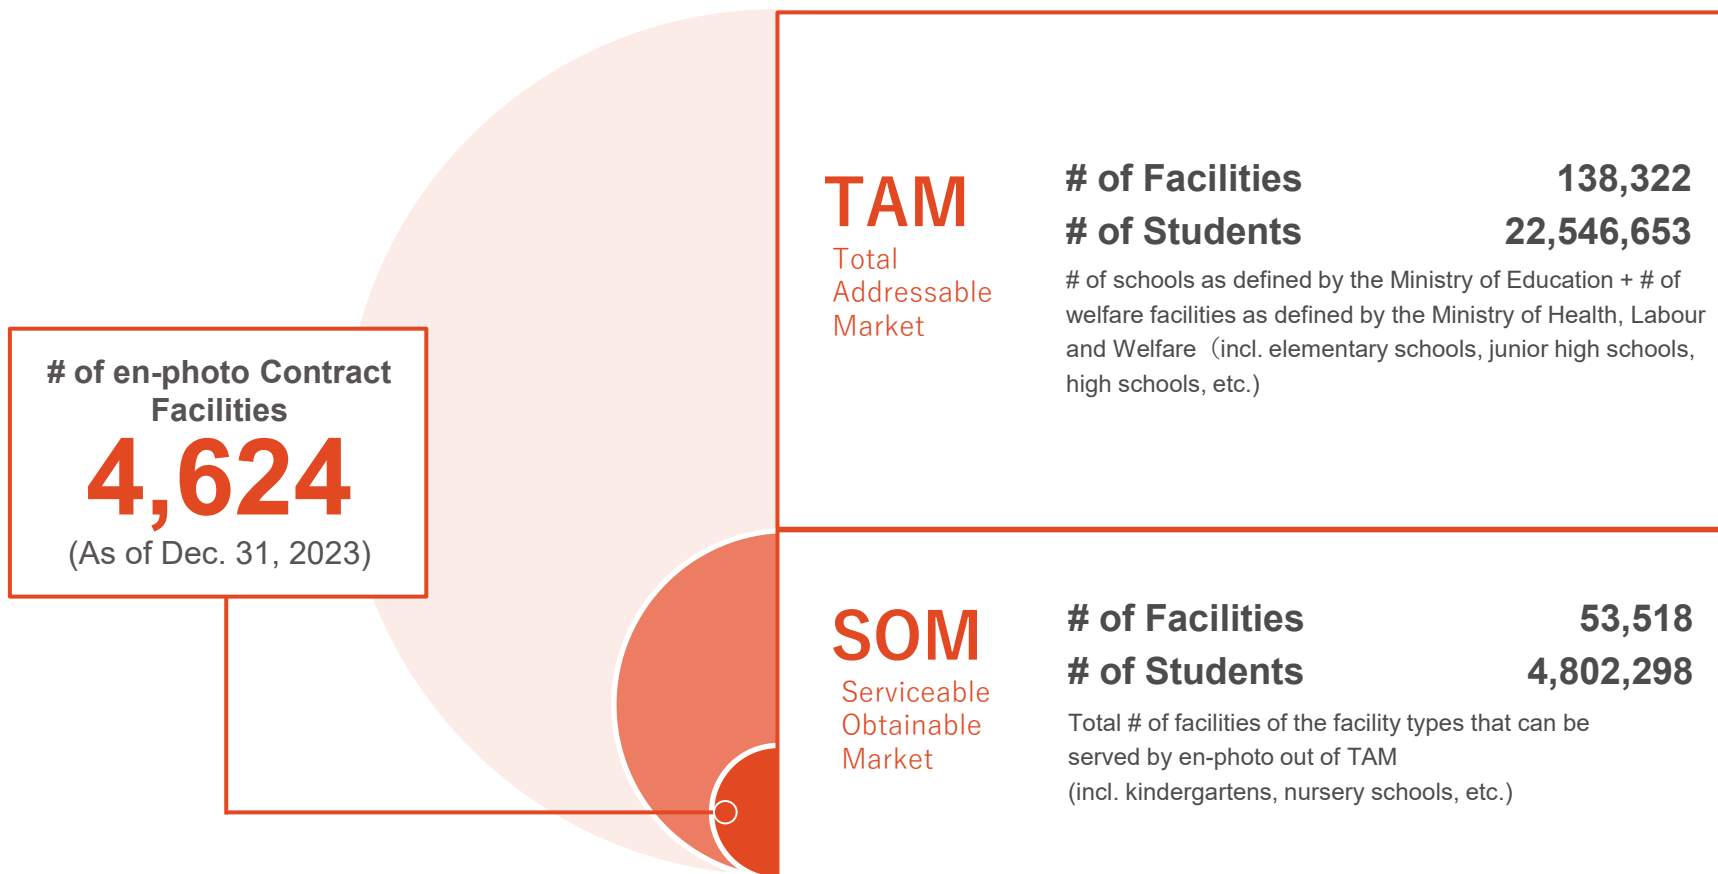 # of en-photo Contract
Facilities
4,624
(As of Dec. 31, 2023)
TAM
Total
Addressable
Market
# of Facilities 138,322
# of Students 22,546,653
# of schools as defined by the Ministry of Education + # of
welfare facilities as defined by the Ministry of Health, Labour
and Welfare（incl. elementary schools, junior high schools,
high schools, etc.)
SOM
Serviceable
Obtainable
Market
# of Facilities 53,518
# of Students 4,802,298
Total # of facilities of the facility types that can be
served by en-photo out of TAM
(incl. kindergartens, nursery schools, etc.)